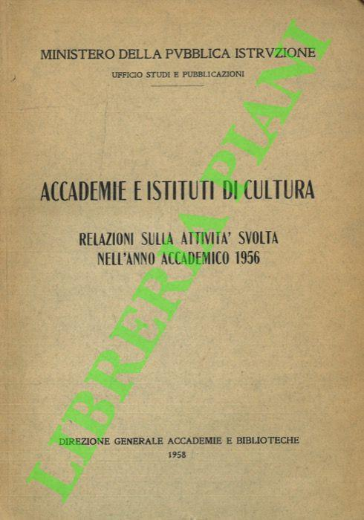 MINISTERO DELLA PVBBLICA ISTRVZIONE
UFFICIO STUDI E PUBBLICAZIONI
ACCADEMIE E ISTITUTI DI CULTURA
RELAZIONI SULLA ATTIVITA' SVOLTA
NELL'ANNO ACCADEMICO 1956
DIREZIONE GENERALE ACCADEMIE E BIBLIOTECHE
1958
LIBRERIA PIANI